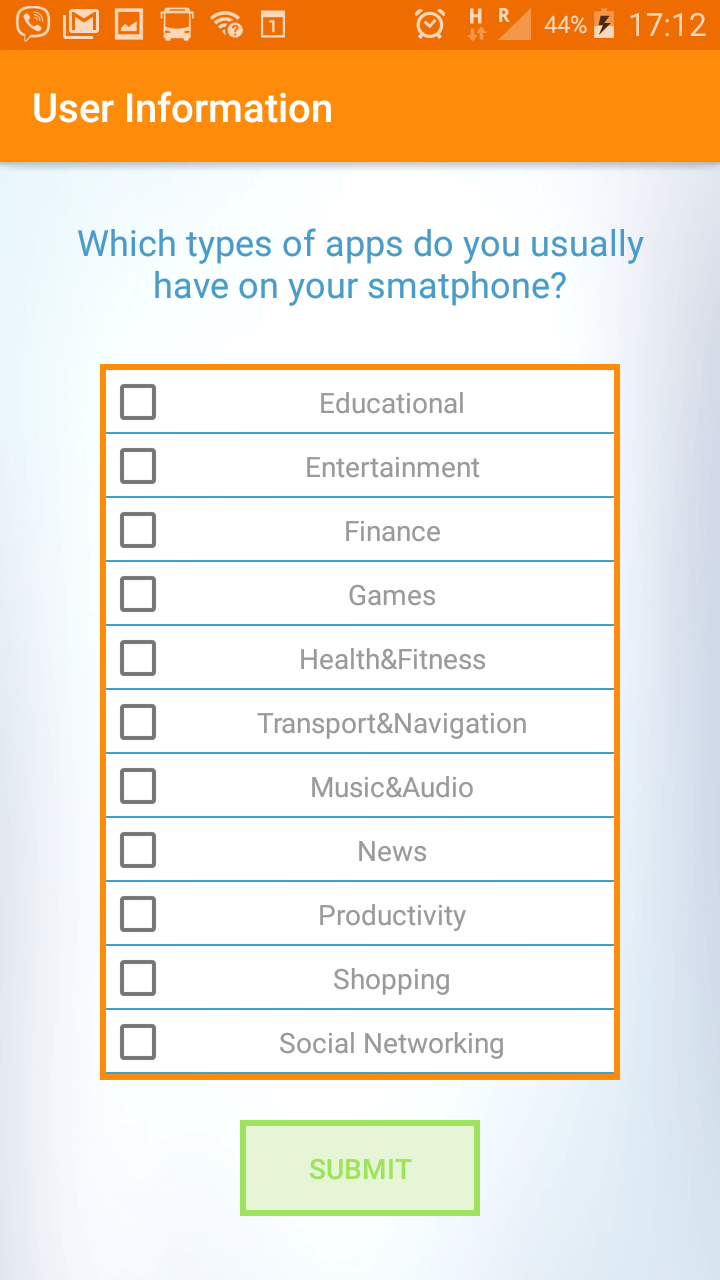 1
H R 44% 17:12
User Information
Which types of apps do you usually
have on your smatphone?
Educational
Entertainment
Finance
Games
Health&Fitness
Transport&Navigation
Music&Audio
News
Productivity
Shopping
Social Networking
SUBMIT